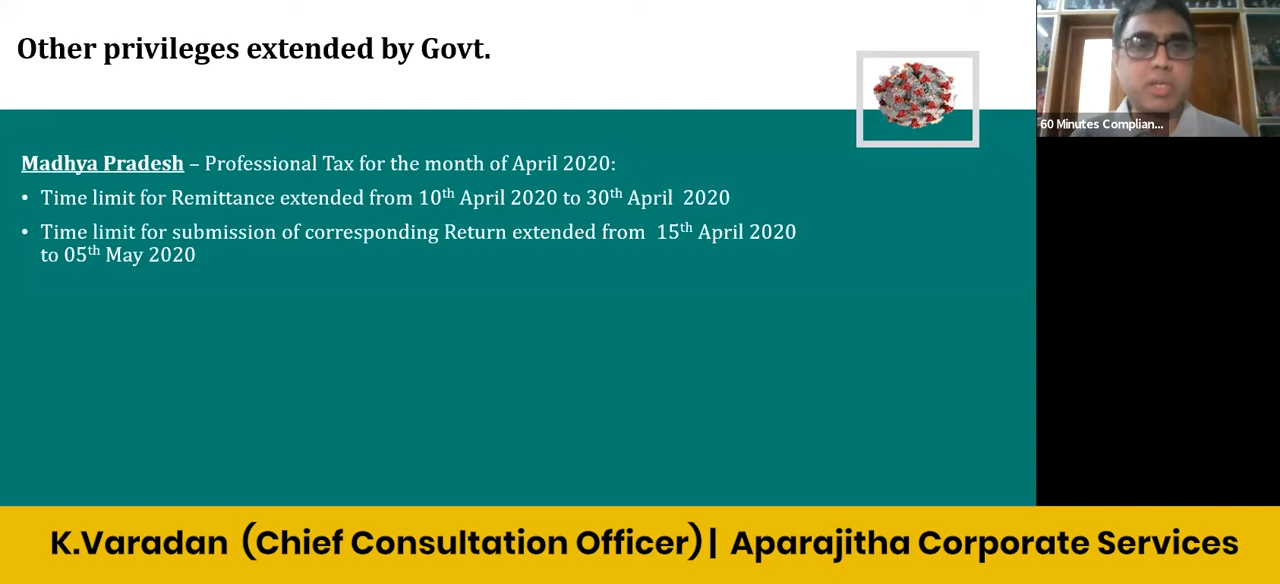 Other privileges extended by Govt.
60 Minutes Complian...
Madhya Pradesh – Professional Tax for the month of April 2020:
• Time limit for Remittance extended from 10th April 2020 to 30th April 2020
• Time limit for submission of corresponding Return extended from 15th April 2020
to 05th May 2020
K.Varadan (Chief Consultation Officer) | Aparajitha Corporate Services